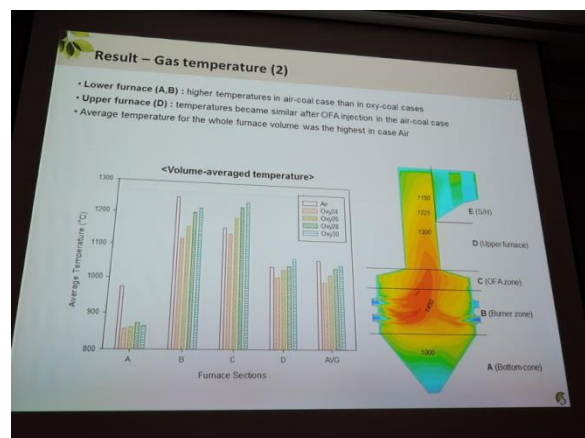 Result – Gas temperature (2)
• Lower furnace (A,B) : higher temperatures in air-coal case than in oxy-coal cases
• Upper furnace (D) : temperatures became similar after OFA injection in the air-coal case
• Average temperature for the whole furnace volume was the highest in case Air
<Volume-averaged temperature>
1300
1200
1100
1000
900
800
Average Temperature (°C)
Air
Oxy24
Oxy26
Oxy28
Oxy30
A
B
C
D
AVG
Furnace Sections
1150
1225
1300
1450
1000
E (S/H)
D (Upper furnace)
C (OFA zone)
B (Burner zone)
A (Bottom cone)